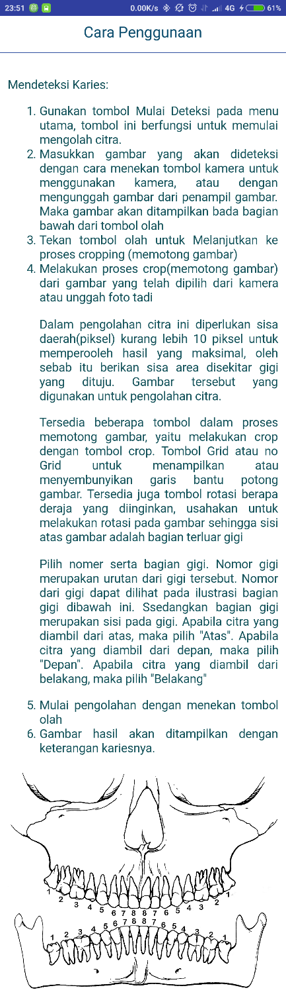 23:51 0.00K/s 4G 61%
Cara Penggunaan
Mendeteksi Karies:
1. Gunakan tombol Mulai Deteksi pada menu
utama, tombol ini berfungsi untuk memulai
mengolah citra.
2. Masukkan gambar yang akan dideteksi
dengan cara menekan tombol kamera untuk
menggunakan kamera, atau dengan
mengunggah gambar dari penampil gambar.
Maka gambar akan ditampilkan bada bagian
bawah dari tombol olah
3. Tekan tombol olah untuk Melanjutkan ke
proses cropping (memotong gambar)
4. Melakukan proses crop(memotong gambar)
dari gambar yang telah dipilih dari kamera
atau unggah foto tadi
Dalam pengolahan citra ini diperlukan sisa
daerah(piksel) kurang lebih 10 piksel untuk
memperooleh hasil yang maksimal, oleh
sebab itu berikan sisa area disekitar gigi
yang dituju. Gambar tersebut yang
digunakan untuk pengolahan citra.
Tersedia beberapa tombol dalam proses
memotong gambar, yaitu melakukan crop
dengan tombol crop. Tombol Grid atau no
Grid untuk menampilkan atau
menyembunyikan garis bantu potong
gambar. Tersedia juga tombol rotasi berapa
deraja yang diinginkan, usahakan untuk
melakukan rotasi pada gambar sehingga sisi
atas gambar adalah bagian terluar gigi
Pilih nomer serta bagian gigi. Nomor gigi
merupakan urutan dari gigi tersebut. Nomor
dari gigi dapat dilihat pada ilustrasi bagian
gigi dibawah ini. Ssedangkan bagian gigi
merupakan sisi pada gigi. Apabila citra yang
diambil dari atas, maka pilih "Atas". Apabila
citra yang diambil dari depan, maka pilih
"Depan". Apabila citra yang diambil dari
belakang, maka pilih "Belakang"
5. Mulai pengolahan dengan menekan tombol
olah
6. Gambar hasil akan ditampilkan dengan
keterangan kariesnya.
1 2 3 4 5 6 7 8 8 7 6 5 4 3 2 1
1 2 3 4 5 6 7 8 8 7 6 5 4 3 2 1